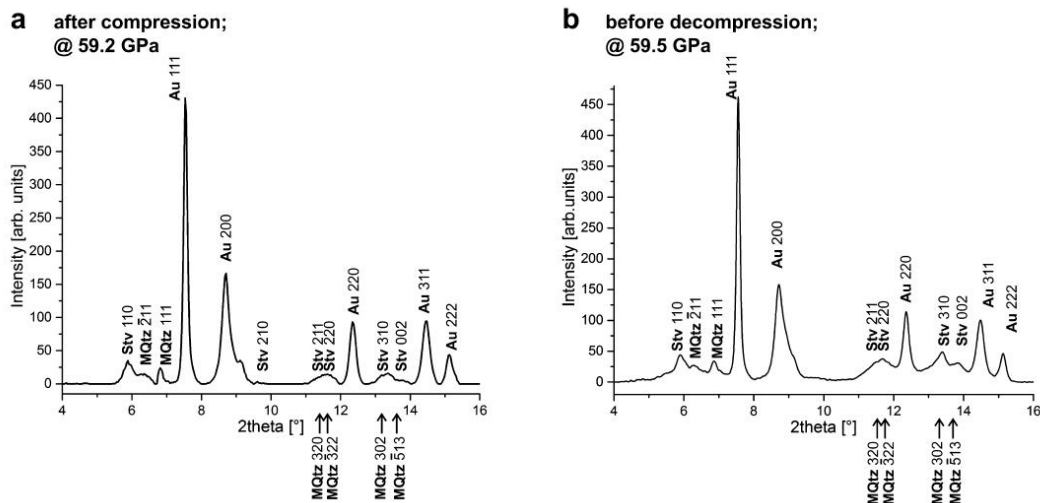 a after compression;
@ 59.2 GPa
Intensity [arb. units]
450
400
350
300
250
200
150
100
50
0
4 6 8 10 12 14 16
2theta [°]
Stv 110
MQtz 2̅11
MQtz 111
Au 111
Au 200
Stv 210
Stv 211
Stv 220
Au 220
Stv 310
Stv 002
Au 311
Au 222
MQtz 320
MQtz 3̅22
MQtz 302
MQtz 5̅13
b before decompression;
@ 59.5 GPa
Intensity [arb.units]
450
400
350
300
250
200
150
100
50
0
4 6 8 10 12 14 16
2theta [°]
Stv 110
MQtz 2̅11
MQtz 111
Au 111
Au 200
Stv 211
Stv 220
Au 220
Stv 310
Stv 002
Au 311
Au 222
MQtz 320
MQtz 3̅22
MQtz 302
MQtz 5̅13